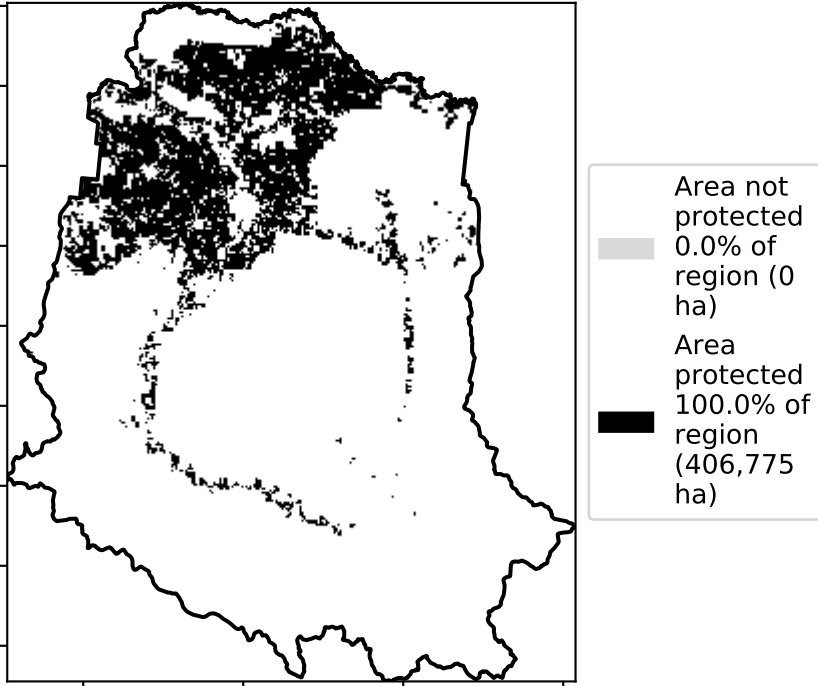 Area not
protected
0.0% of
region (0
ha)
Area
protected
100.0% of
region
(406,775
ha)